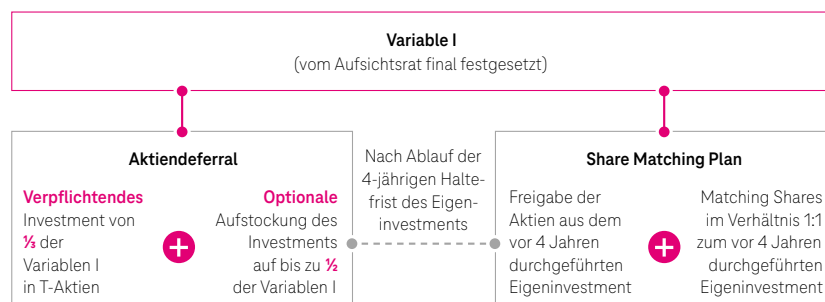 Variable I
(vom Aufsichtsrat final festgesetzt)
Aktiendeferral
Verpflichtendes
Investment von
⅓ der
Variablen I
in T-Aktien
Optionale
Aufstockung des
Investments
auf bis zu ½
der Variablen I
Nach Ablauf der
4-jährigen Halte-
frist des Eigen-
investments
Share Matching Plan
Freigabe der
Aktien aus dem
vor 4 Jahren
durchgeführten
Eigeninvestment
Matching Shares
im Verhältnis 1:1
zum vor 4 Jahren
durchgeführten
Eigeninvestment